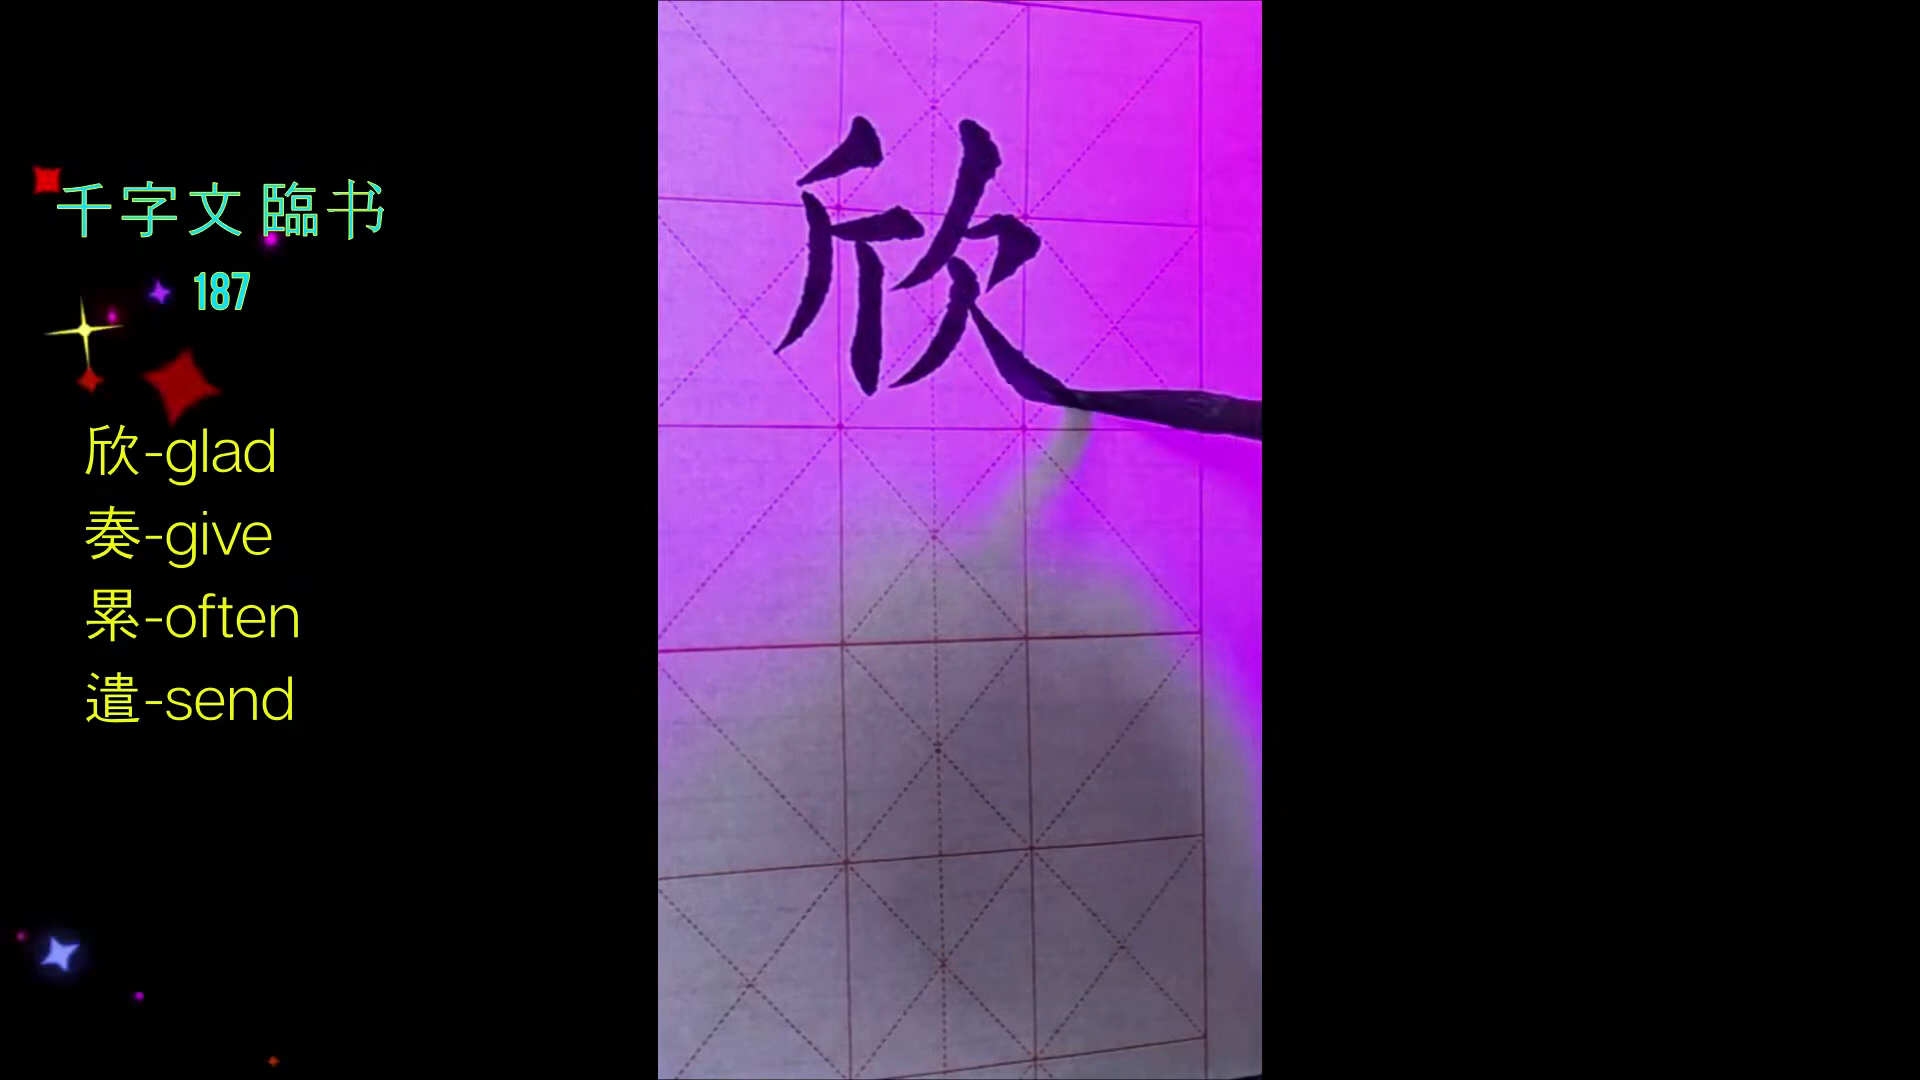 千字文 臨书
187
欣-glad
奏-give
累-often
遣-send
欣